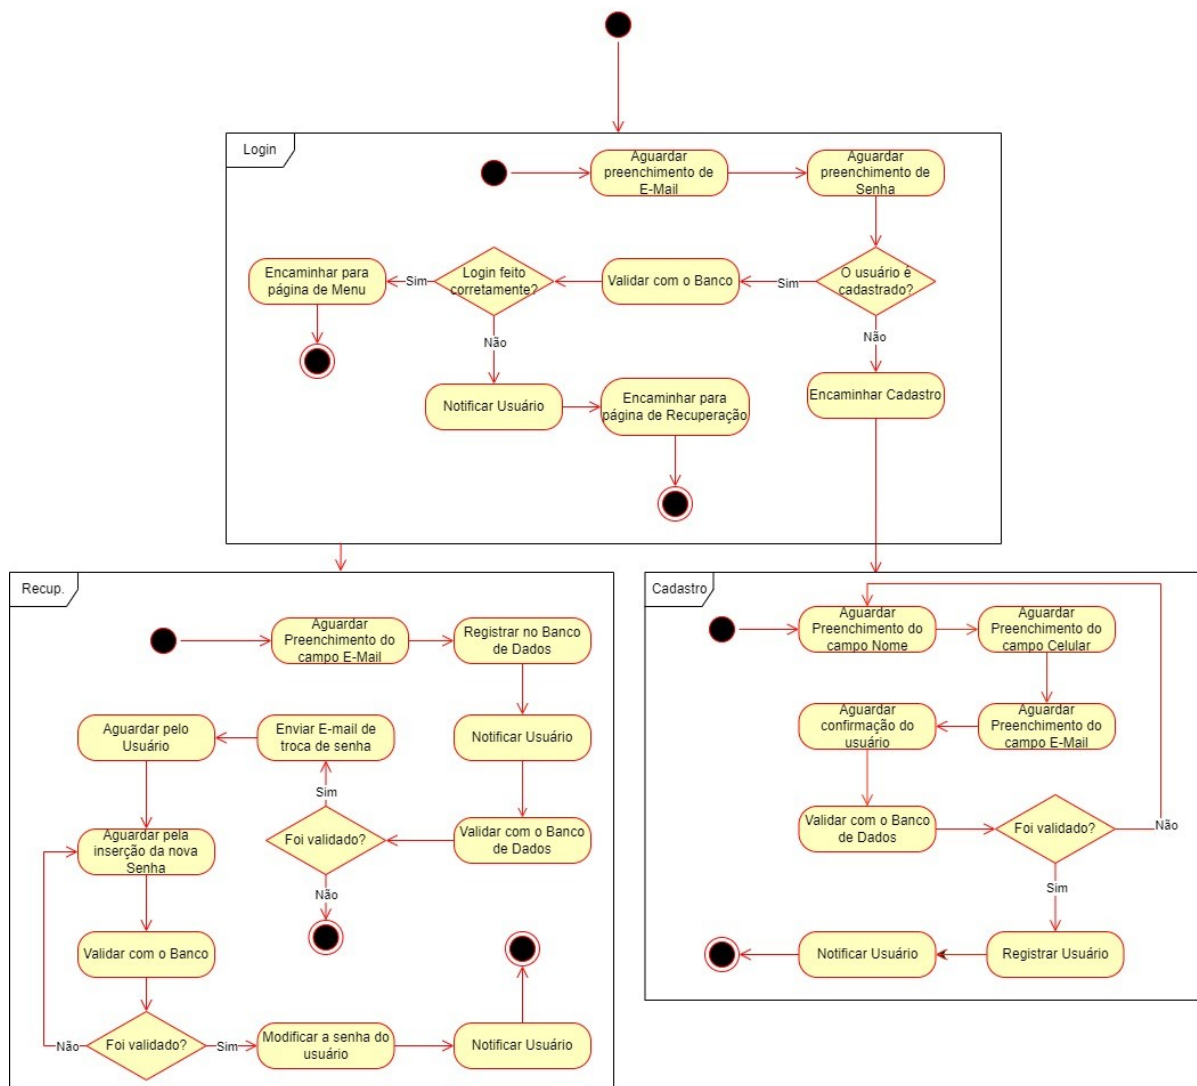 Login
Aguardar
preenchimento de
E-Mail
Aguardar
preenchimento de
Senha
Encaminhar para
página de Menu
Sim
Login feito
corretamente?
Validar com o Banco
Sim
O usuário é
cadastrado?
Não
Não
Notificar Usuário
Encaminhar para
página de Recuperação
Encaminhar Cadastro
Recup.
Aguardar
Preenchimento do
campo E-Mail
Registrar no Banco
de Dados
Aguardar pelo
Usuário
Enviar E-mail de
troca de senha
Notificar Usuário
Sim
Aguardar pela
inserção da nova
Senha
Foi validado?
Validar com o Banco
de Dados
Não
Validar com o Banco
Não
Foi validado?
Sim
Modificar a senha do
usuário
Notificar Usuário
Cadastro
Aguardar
Preenchimento do
campo Nome
Aguardar
Preenchimento do
campo Celular
Aguardar
confirmação do
usuário
Aguardar
Preenchimento do
campo E-Mail
Validar com o Banco
de Dados
Foi validado?
Não
Sim
Notificar Usuário
Registrar Usuário